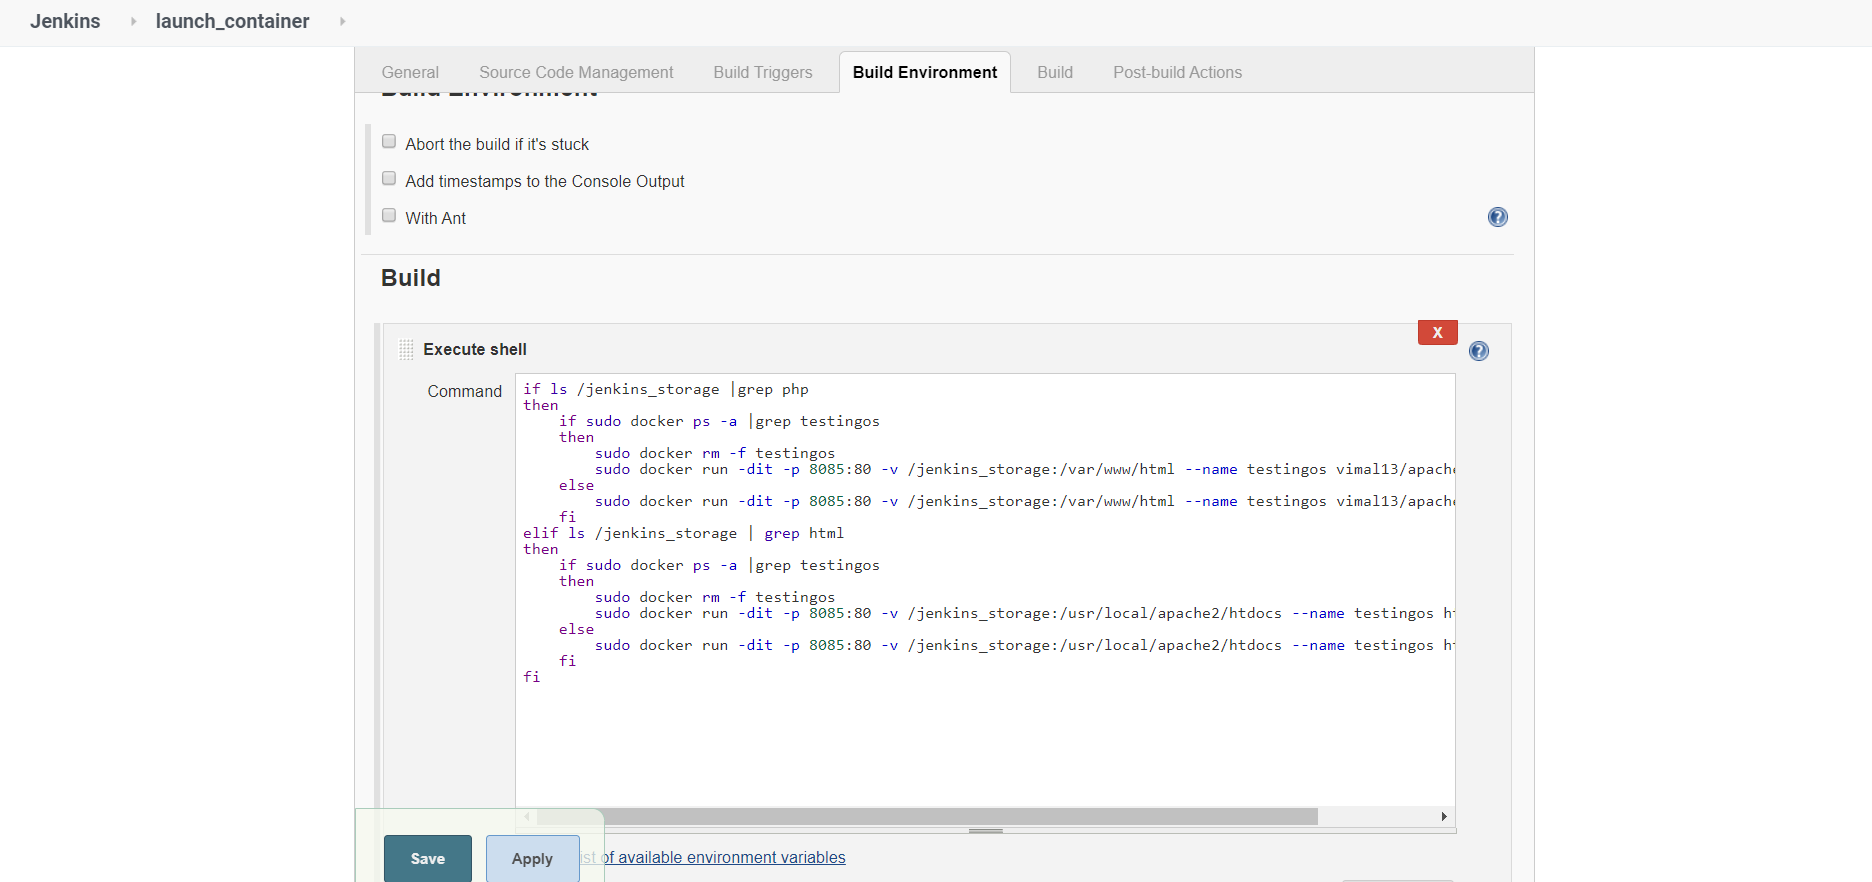 Jenkins launch_container
General Source Code Management Build Triggers Build Environment Build Post-build Actions
Build Environment
Abort the build if it's stuck
Add timestamps to the Console Output
With Ant
Build
X
Execute shell
Command
if ls /jenkins_storage |grep php
then
    if sudo docker ps -a |grep testingos
    then
        sudo docker rm -f testingos
        sudo docker run -dit -p 8085:80 -v /jenkins_storage:/var/www/html --name testingos vimal13/apach
    else
        sudo docker run -dit -p 8085:80 -v /jenkins_storage:/var/www/html --name testingos vimal13/apach
    fi
elif ls /jenkins_storage | grep html
then
    if sudo docker ps -a |grep testingos
    then
        sudo docker rm -f testingos
        sudo docker run -dit -p 8085:80 -v /jenkins_storage:/usr/local/apache2/htdocs --name testingos h
    else
        sudo docker run -dit -p 8085:80 -v /jenkins_storage:/usr/local/apache2/htdocs --name testingos h
    fi
fi
Save Apply ist of available environment variables